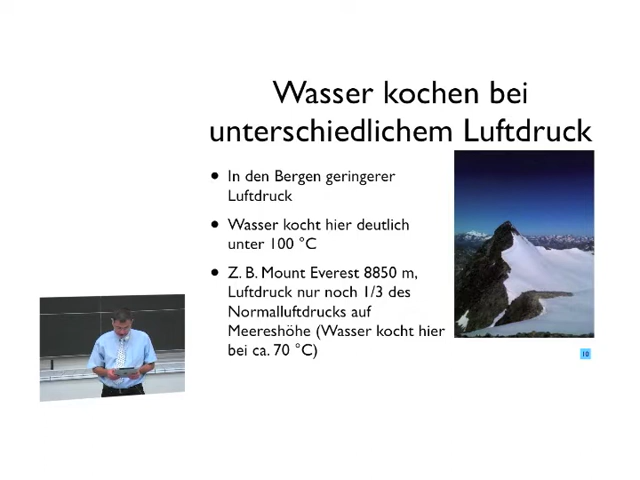 Wasser kochen bei
unterschiedlichem Luftdruck
• In den Bergen geringerer
Luftdruck
• Wasser kocht hier deutlich
unter 100 °C
• Z. B. Mount Everest 8850 m,
Luftdruck nur noch 1/3 des
Normalluftdrucks auf
Meereshöhe (Wasser kocht hier
bei ca. 70 °C)
10